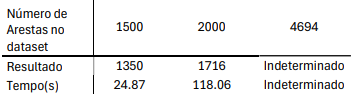 Número de
Arestas no
dataset 1500 2000 4694
Resultado 1350 1716 Indeterminado
Tempo(s) 24.87 118.06 Indeterminado